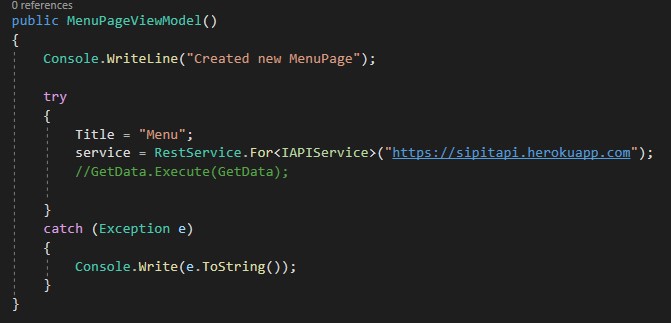 0 references
public MenuPageViewModel()
{
    Console.WriteLine("Created new MenuPage");

    try
    {
        Title = "Menu";
        service = RestService.For<IAPIService>("https://sipitapi.herokuapp.com");
        //GetData.Execute(GetData);

    }
    catch (Exception e)
    {
        Console.Write(e.ToString());
    }
}